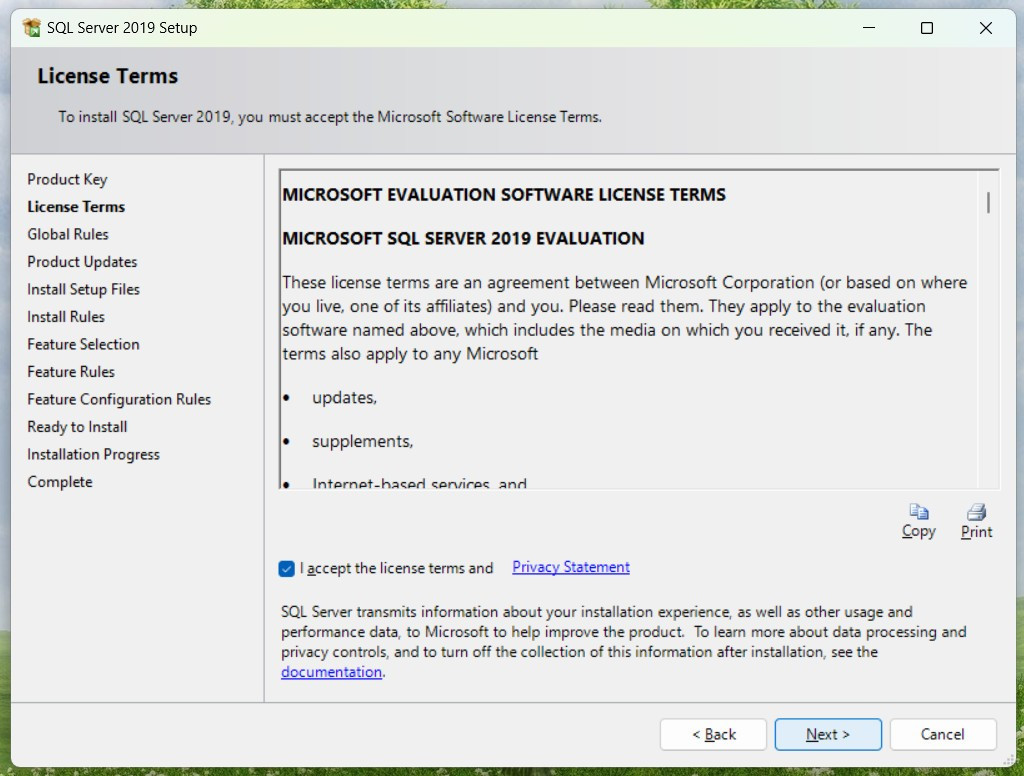 SQL Server 2019 Setup
License Terms
To install SQL Server 2019, you must accept the Microsoft Software License Terms.
Product Key
License Terms
Global Rules
Product Updates
Install Setup Files
Install Rules
Feature Selection
Feature Rules
Feature Configuration Rules
Ready to Install
Installation Progress
Complete
MICROSOFT EVALUATION SOFTWARE LICENSE TERMS
MICROSOFT SQL SERVER 2019 EVALUATION
These license terms are an agreement between Microsoft Corporation (or based on where
you live, one of its affiliates) and you. Please read them. They apply to the evaluation
software named above, which includes the media on which you received it, if any. The
terms also apply to any Microsoft
• updates,
• supplements,
• Internet-based services, and
Copy
Print
I accept the license terms and Privacy Statement
SQL Server transmits information about your installation experience, as well as other usage and
performance data, to Microsoft to help improve the product. To learn more about data processing and
privacy controls, and to turn off the collection of this information after installation, see the
documentation.
< Back
Next >
Cancel